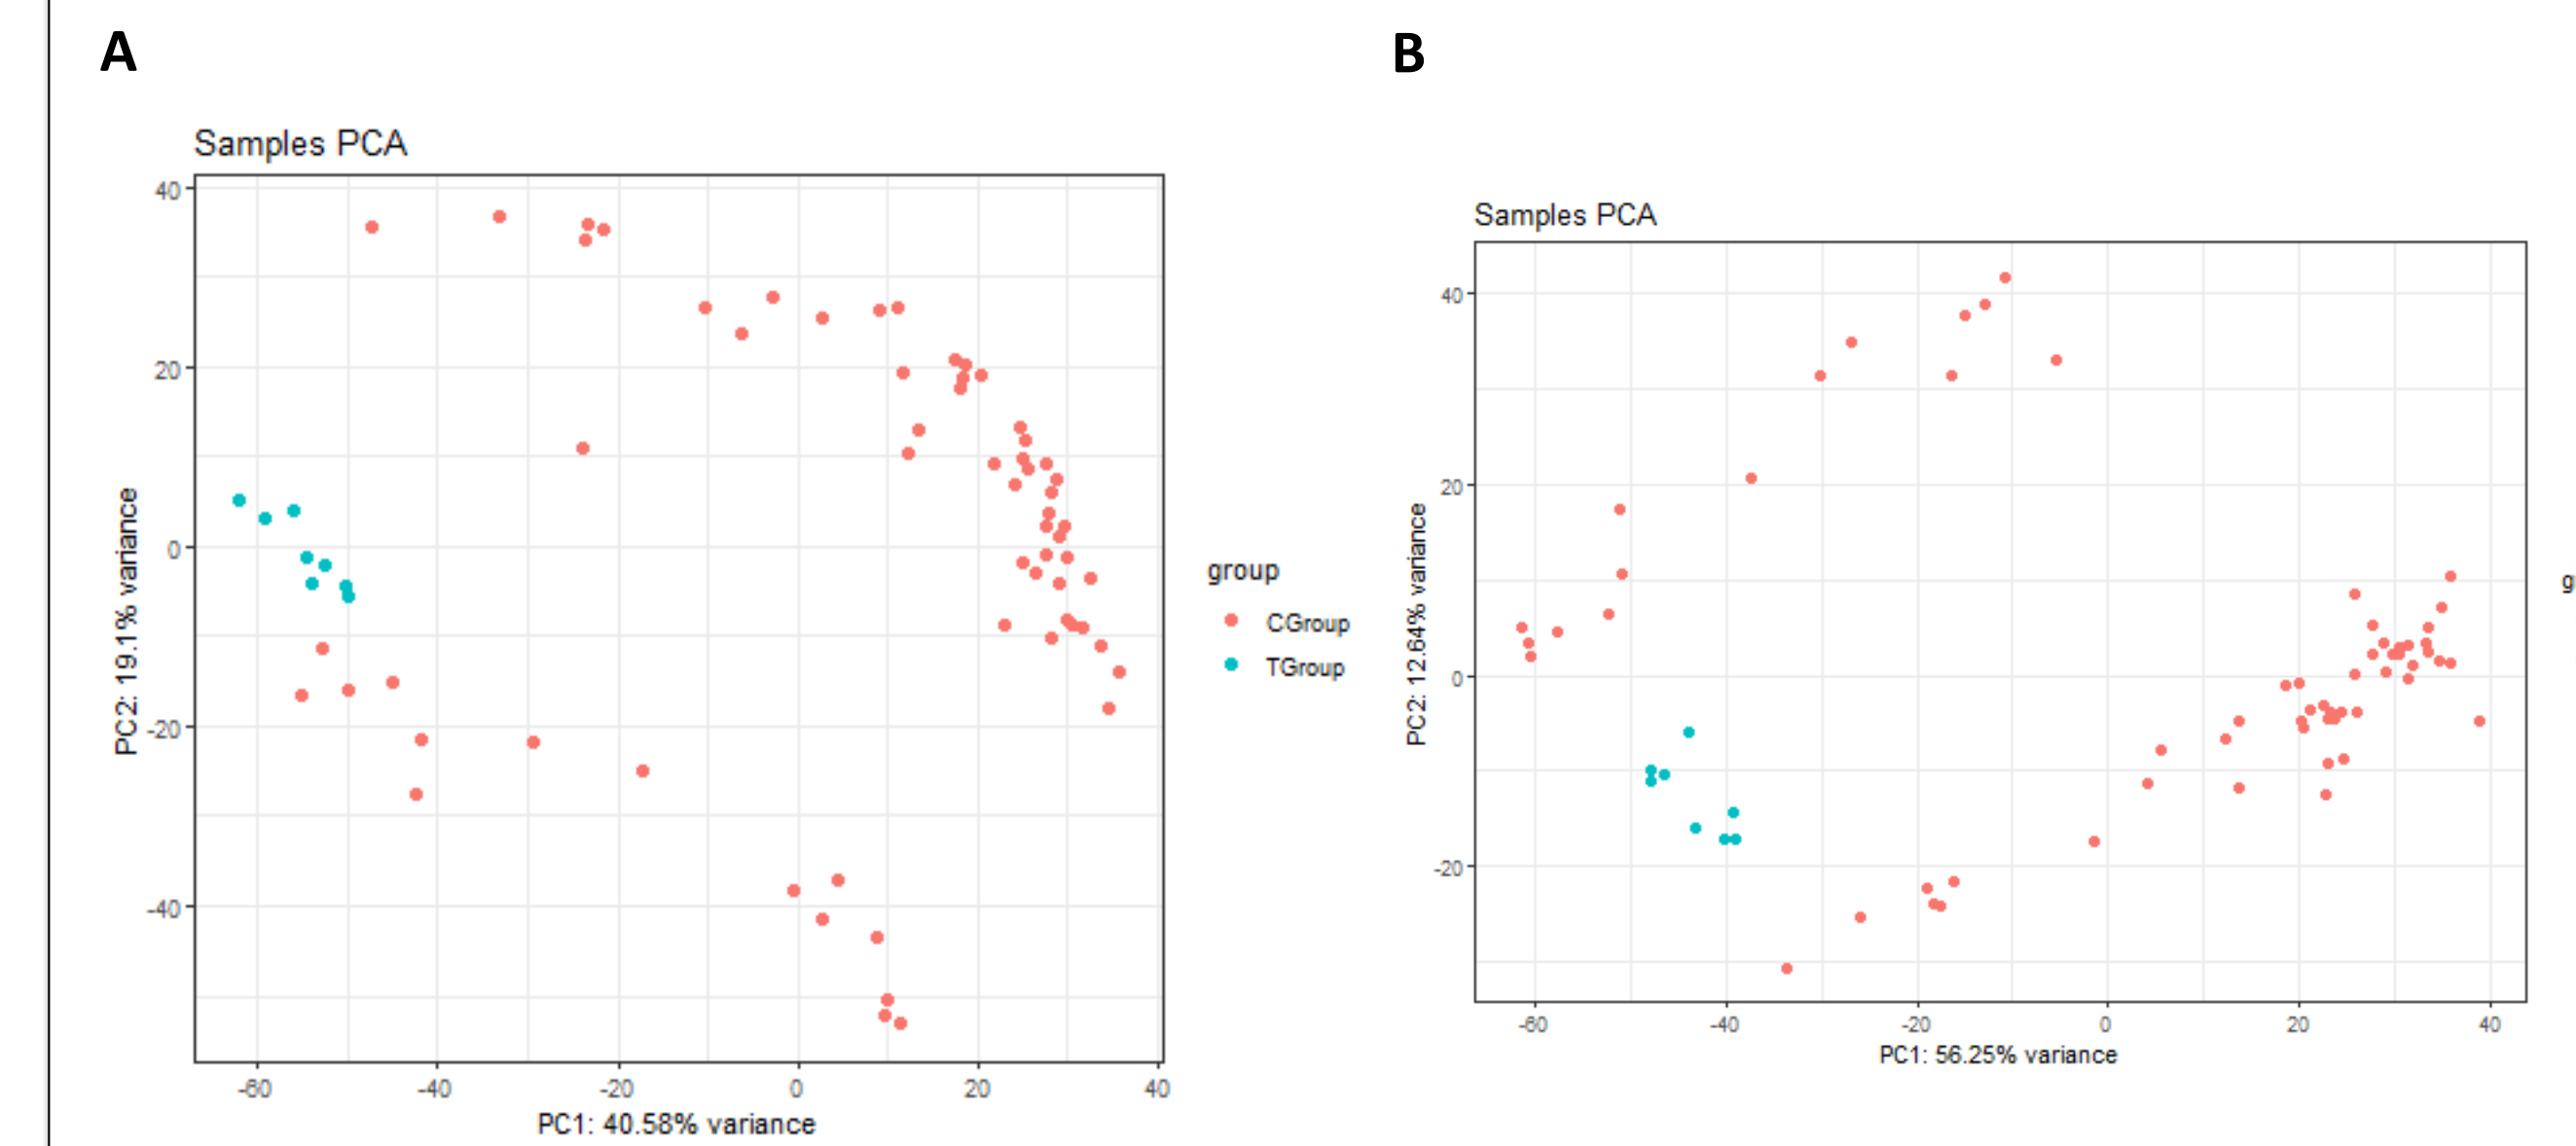 A
B
Samples PCA
40
20
0
-20
-40
PC2: 19.1% variance
-60
-40
-20
0
20
40
PC1: 40.58% variance
group
CGroup
TGroup
Samples PCA
40
20
0
-20
PC2: 12.64% variance
-60
-40
-20
0
20
40
PC1: 56.25% variance
g